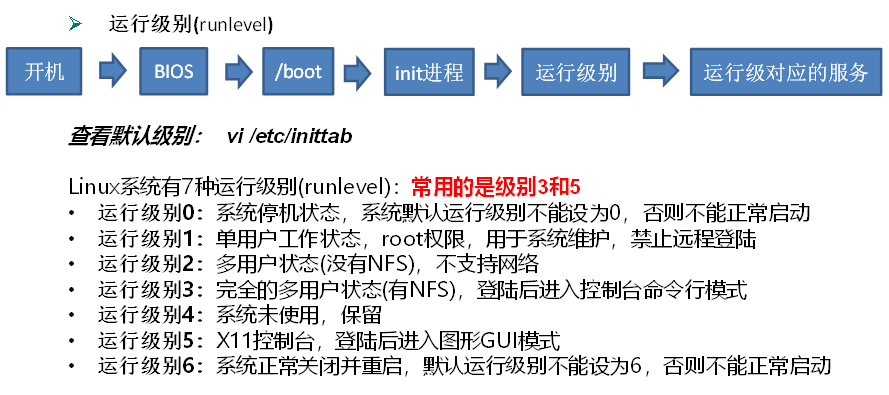 ➢ 运行级别(runlevel)
开机 BIOS /boot init进程 运行级别 运行级对应的服务
查看默认级别： vi /etc/inittab
Linux系统有7种运行级别(runlevel)：常用的是级别3和5
• 运行级别0：系统停机状态，系统默认运行级别不能设为0，否则不能正常启动
• 运行级别1：单用户工作状态，root权限，用于系统维护，禁止远程登陆
• 运行级别2：多用户状态(没有NFS)，不支持网络
• 运行级别3：完全的多用户状态(有NFS)，登陆后进入控制台命令行模式
• 运行级别4：系统未使用，保留
• 运行级别5：X11控制台，登陆后进入图形GUI模式
• 运行级别6：系统正常关闭并重启，默认运行级别不能设为6，否则不能正常启动